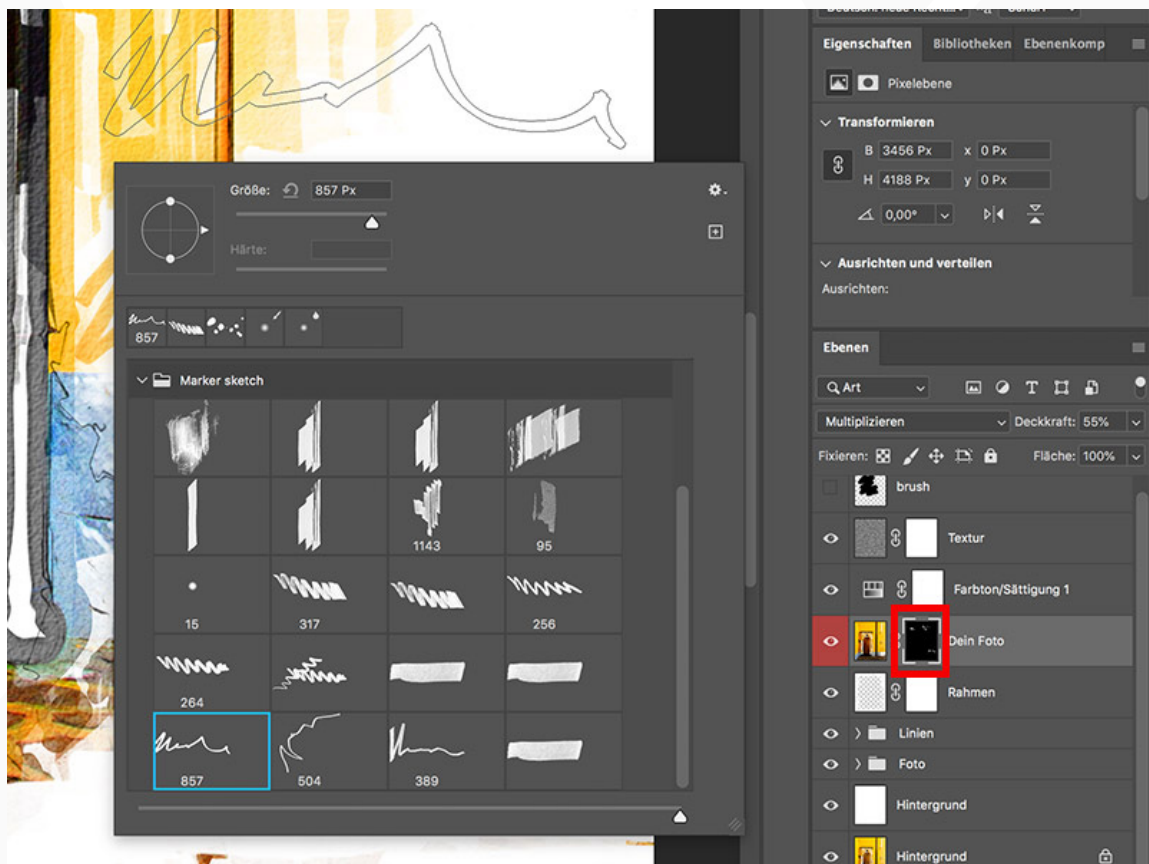 Eigenschaften Bibliotheken Ebenenkomp
Pixelebene
Transformieren
B 3456 Px x 0 Px
H 4188 Px y 0 Px
0,00°
Ausrichten und verteilen
Ausrichten:
Größe: 857 Px
Härte:
857
Marker sketch
1143 95
15 317 256
264
857 504 389
Ebenen
Art
Multiplizieren Deckkraft: 55%
Fixieren: Fläche: 100%
brush
Textur
Farbton/Sättigung 1
Dein Foto
Rahmen
Linien
Foto
Hintergrund
Hintergrund